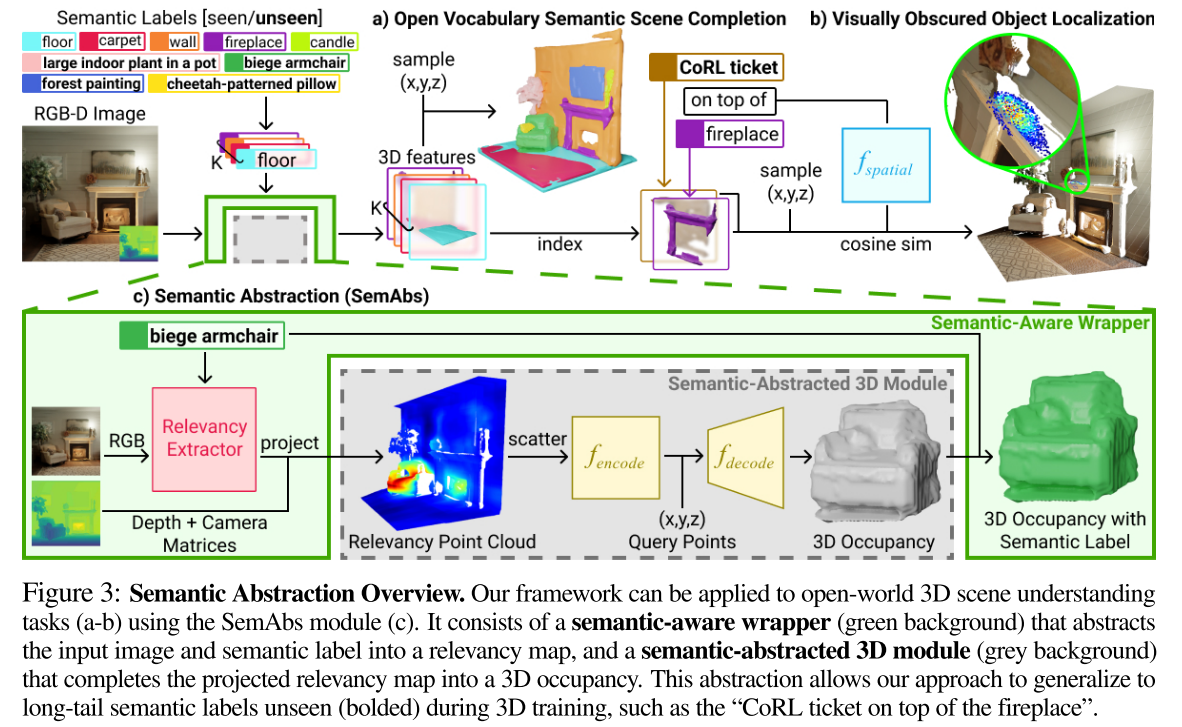 Semantic Labels [seen/unseen]
floor carpet wall fireplace candle
large indoor plant in a pot biege armchair
forest painting cheetah-patterned pillow
RGB-D Image
K floor
a) Open Vocabulary Semantic Scene Completion
sample
(x,y,z)
3D features
K
index
CoRL ticket
on top of
fireplace
sample
(x,y,z)
b) Visually Obscured Object Localization
f_spatial
cosine sim
c) Semantic Abstraction (SemAbs)
Semantic-Aware Wrapper
biege armchair
RGB
Relevancy
Extractor
project
Depth + Camera
Matrices
Semantic-Abstracted 3D Module
Relevancy Point Cloud
scatter
f_encode
(x,y,z)
Query Points
f_decode
3D Occupancy
3D Occupancy with
Semantic Label
Figure 3: Semantic Abstraction Overview. Our framework can be applied to open-world 3D scene understanding
tasks (a-b) using the SemAbs module (c). It consists of a semantic-aware wrapper (green background) that abstracts
the input image and semantic label into a relevancy map, and a semantic-abstracted 3D module (grey background)
that completes the projected relevancy map into a 3D occupancy. This abstraction allows our approach to generalize to
long-tail semantic labels unseen (bolded) during 3D training, such as the “CoRL ticket on top of the fireplace”.